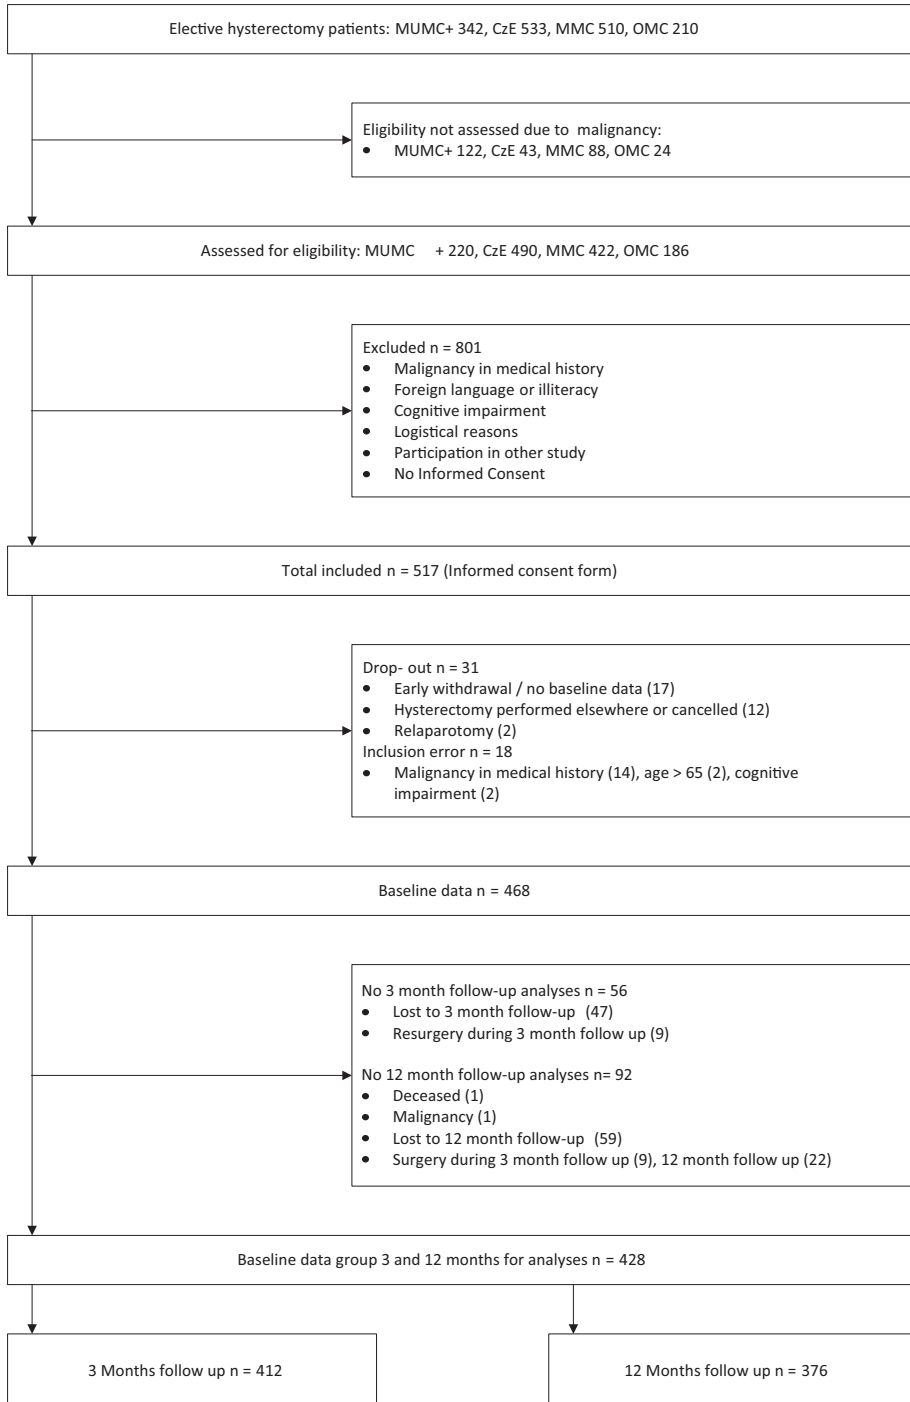 Elective hysterectomy patients: MUMC+ 342, CzE 533, MMC 510, OMC 210
Eligibility not assessed due to malignancy:
• MUMC+ 122, CzE 43, MMC 88, OMC 24
Assessed for eligibility: MUMC + 220, CzE 490, MMC 422, OMC 186
Excluded n = 801
• Malignancy in medical history
• Foreign language or illiteracy
• Cognitive impairment
• Logistical reasons
• Participation in other study
• No Informed Consent
Total included n = 517 (Informed consent form)
Drop- out n = 31
• Early withdrawal / no baseline data (17)
• Hysterectomy performed elsewhere or cancelled (12)
• Relaparotomy (2)
Inclusion error n = 18
• Malignancy in medical history (14), age > 65 (2), cognitive
impairment (2)
Baseline data n = 468
No 3 month follow-up analyses n = 56
• Lost to 3 month follow-up (47)
• Resurgery during 3 month follow up (9)
No 12 month follow-up analyses n= 92
• Deceased (1)
• Malignancy (1)
• Lost to 12 month follow-up (59)
• Surgery during 3 month follow up (9), 12 month follow up (22)
Baseline data group 3 and 12 months for analyses n = 428
3 Months follow up n = 412
12 Months follow up n = 376